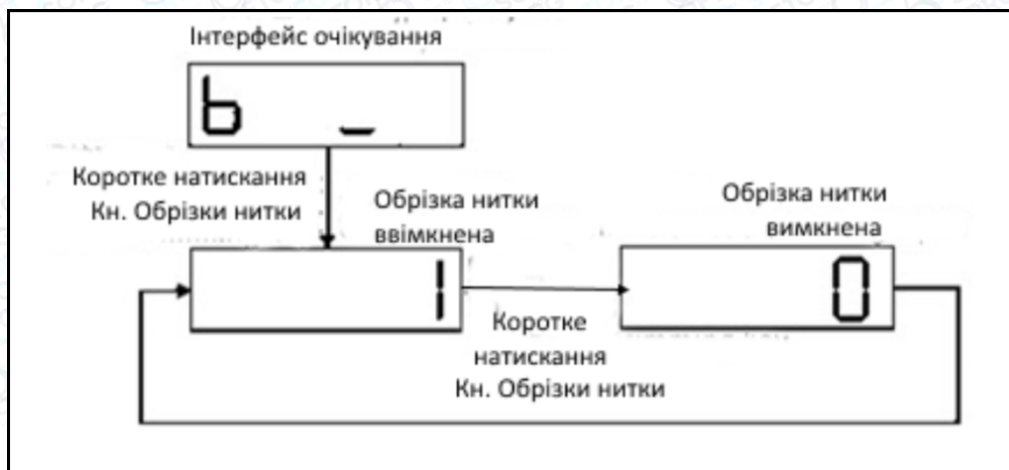 Інтерфейс очікування
b _
Коротке натискання
Кн. Обрізки нитки
Обрізка нитки
ввімкнена
Обрізка нитки
вимкнена
1
0
Коротке
натискання
Кн. Обрізки нитки